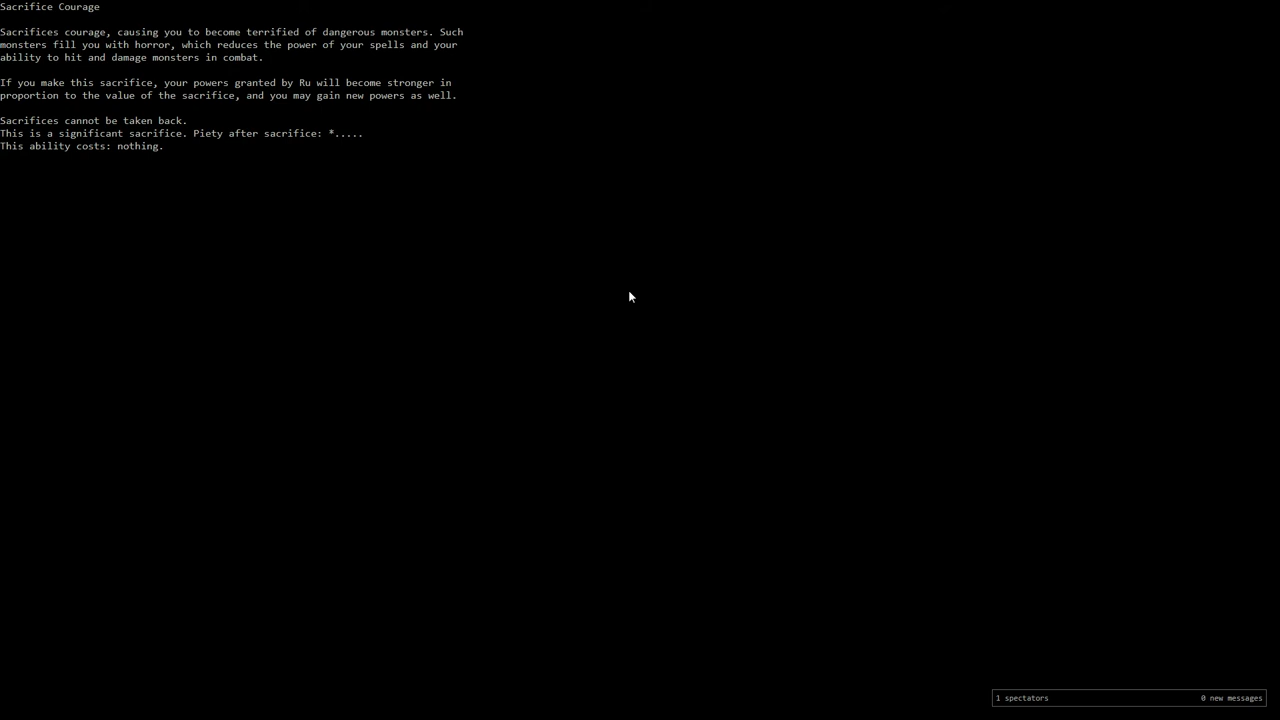 Sacrifice Courage
Sacrifices courage, causing you to become terrified of dangerous monsters. Such
monsters fill you with horror, which reduces the power of your spells and your
ability to hit and damage monsters in combat.
If you make this sacrifice, your powers granted by Ru will become stronger in
proportion to the value of the sacrifice, and you may gain new powers as well.
Sacrifices cannot be taken back.
This is a significant sacrifice. Piety after sacrifice: *.....
This ability costs: nothing.
1 spectators 0 new messages